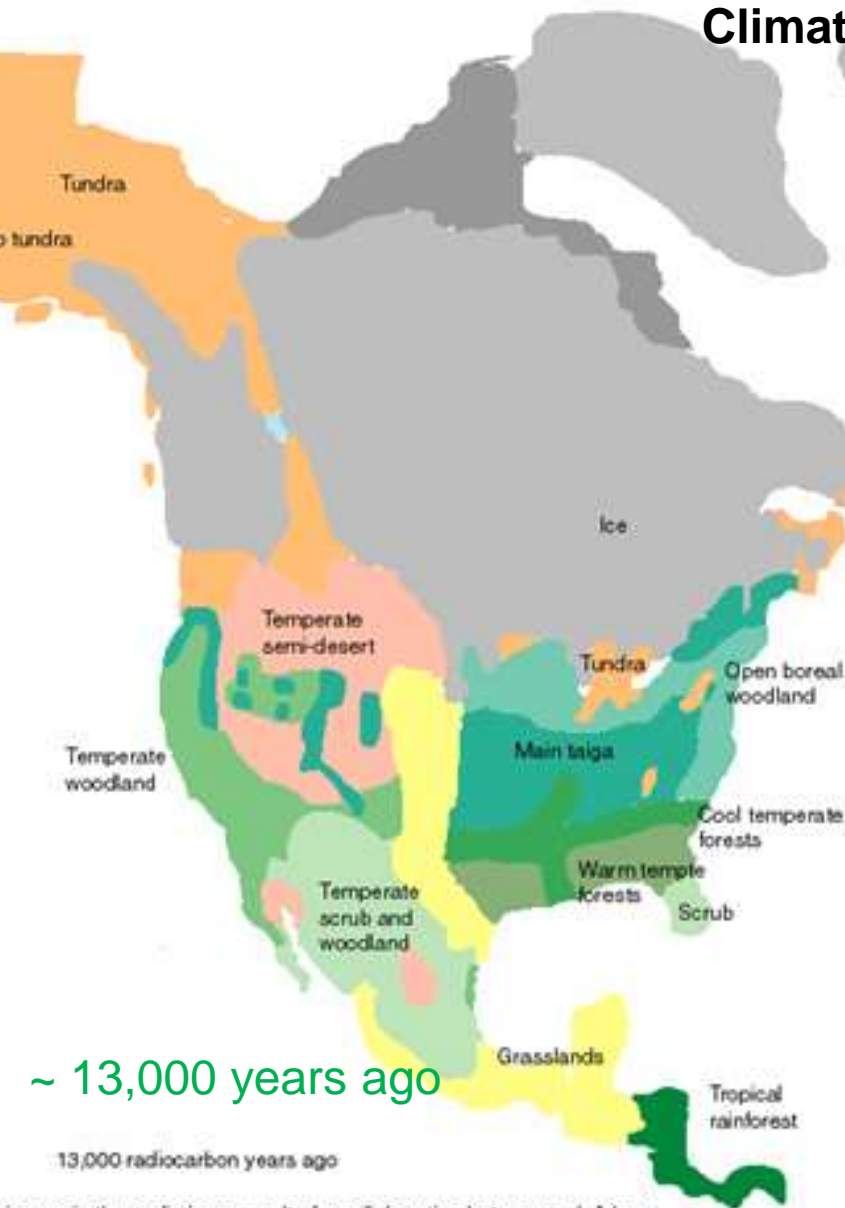 Climat
Tundra
o tundra
Ice
Temperate
semi-desert
Tundra
Open boreal
woodland
Main taiga
Temperate
woodland
Cool temperate
forests
Warm temple
forests
Temperate
scrub and
woodland
Scrub
Grasslands
~ 13,000 years ago
Tropical
rainforest
13,000 radiocarbon years ago